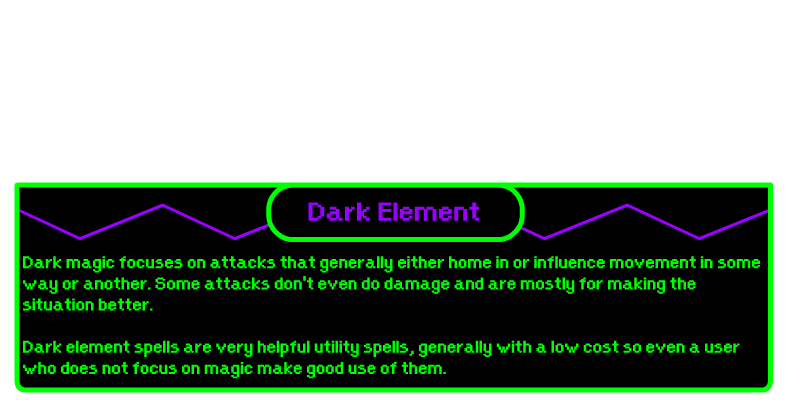 Dark Element
Dark magic focuses on attacks that generally either home in or influence movement in some
way or another. Some attacks don't even do damage and are mostly for making the
situation better.
Dark element spells are very helpful utility spells, generally with a low cost so even a user
who does not focus on magic make good use of them.